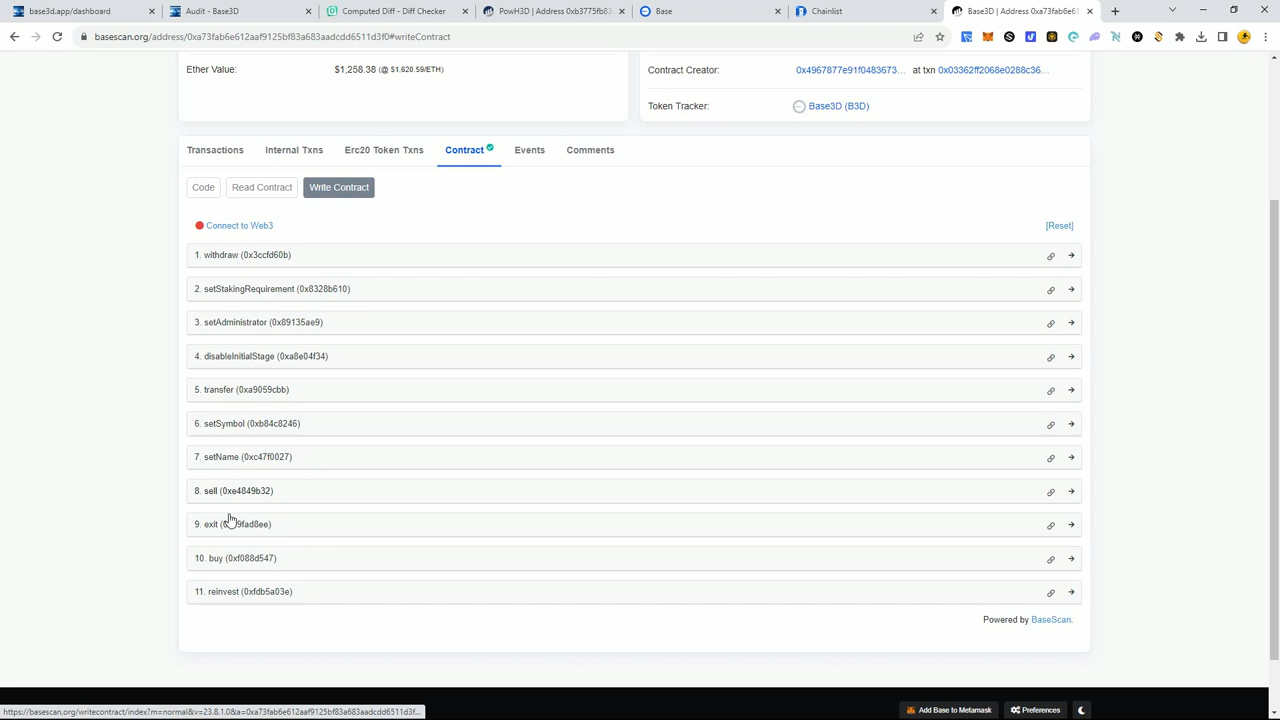 base3d.app/dashboard
Audit - Base3D
Computed Diff - Diff Checker
PowH3D | Address 0xb3775fb83
Base
Chainlist
Base3D | Address 0xa73fab6e61
basescan.org/address/0xa73fab6e612aaf9125bf83a683aadcdd6511d3f0#writeContract
Ether Value:
$1,258.38 (@ $1,620.59/ETH)
Contract Creator:
0x4967877e91f0483673... at txn 0x03362ff2068e0288c36...
Token Tracker:
Base3D (B3D)
Transactions
Internal Txns
Erc20 Token Txns
Contract
Events
Comments
Code
Read Contract
Write Contract
Connect to Web3
[Reset]
1. withdraw (0x3ccfd60b)
2. setStakingRequirement (0x8328b610)
3. setAdministrator (0x89135ae9)
4. disableInitialStage (0xa8e04f34)
5. transfer (0xa9059cbb)
6. setSymbol (0xb84c8246)
7. setName (0xc47f0027)
8. sell (0xe4849b32)
9. exit
10. buy (0xf088d547)
11. reinvest (0xfdb5a03e)
Powered by BaseScan.
https://basescan.org/writecontract/index?m=normal&v=23.8.1.0&a=0xa73fab6e612aaf9125bf83a683aadcdd6511d3f...
Add Base to Metamask
Preferences